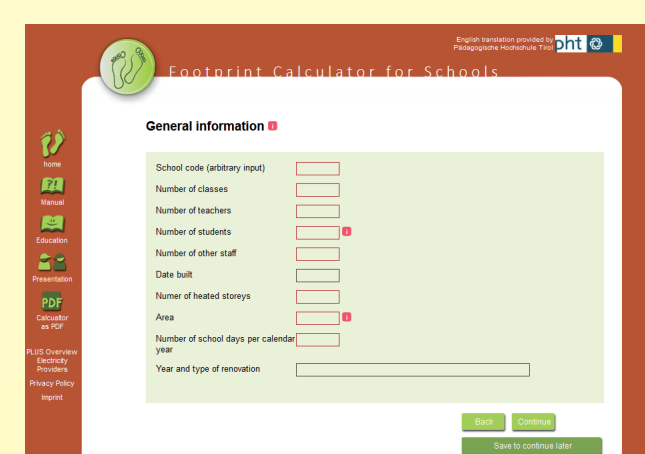 English translation provided by
Pädagogische Hochschule Tirol
pht
Footprint Calculator for Schools
General information i
home
Manual
Education
Presentation
PDF
Calcualtor
as PDF
PLUS Overview
Electricity
Providers
Privacy Policy
Imprint
School code (arbitrary input)
Number of classes
Number of teachers
Number of students i
Number of other staff
Date built
Numer of heated storeys
Area i
Number of school days per calendar
year
Year and type of renovation
Back Continue
Save to continue later